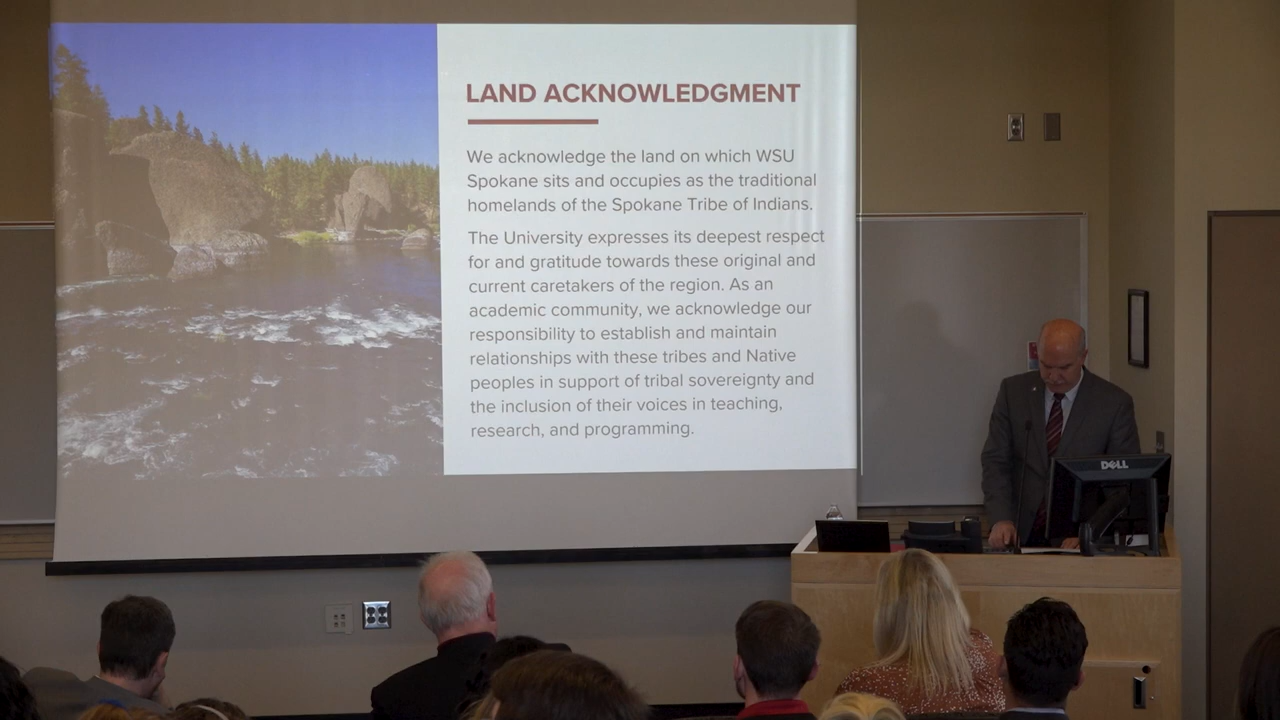 LAND ACKNOWLEDGMENT
We acknowledge the land on which WSU
Spokane sits and occupies as the traditional
homelands of the Spokane Tribe of Indians.
The University expresses its deepest respect
for and gratitude towards these original and
current caretakers of the region. As an
academic community, we acknowledge our
responsibility to establish and maintain
relationships with these tribes and Native
peoples in support of tribal sovereignty and
the inclusion of their voices in teaching,
research, and programming.
DELL